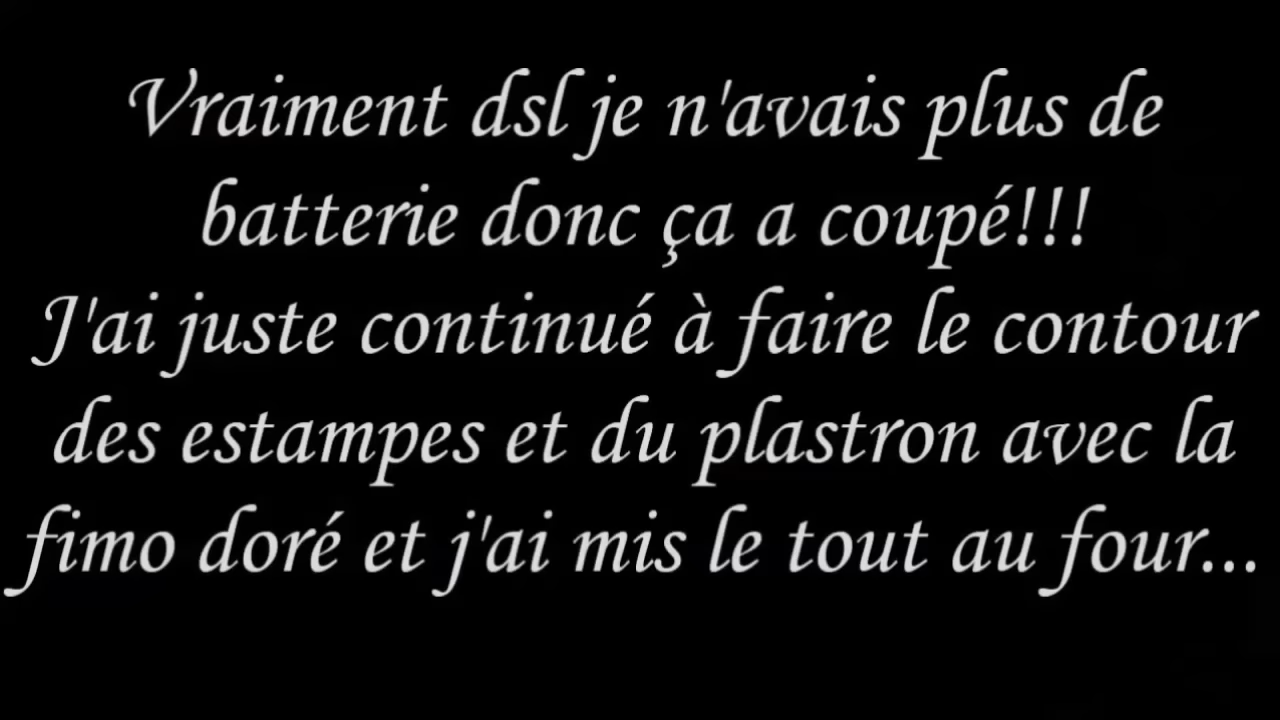 Vraiment dsl je n'avais plus de
batterie donc ça a coupé!!!
J'ai juste continué à faire le contour
des estampes et du plastron avec la
fimo doré et j'ai mis le tout au four...